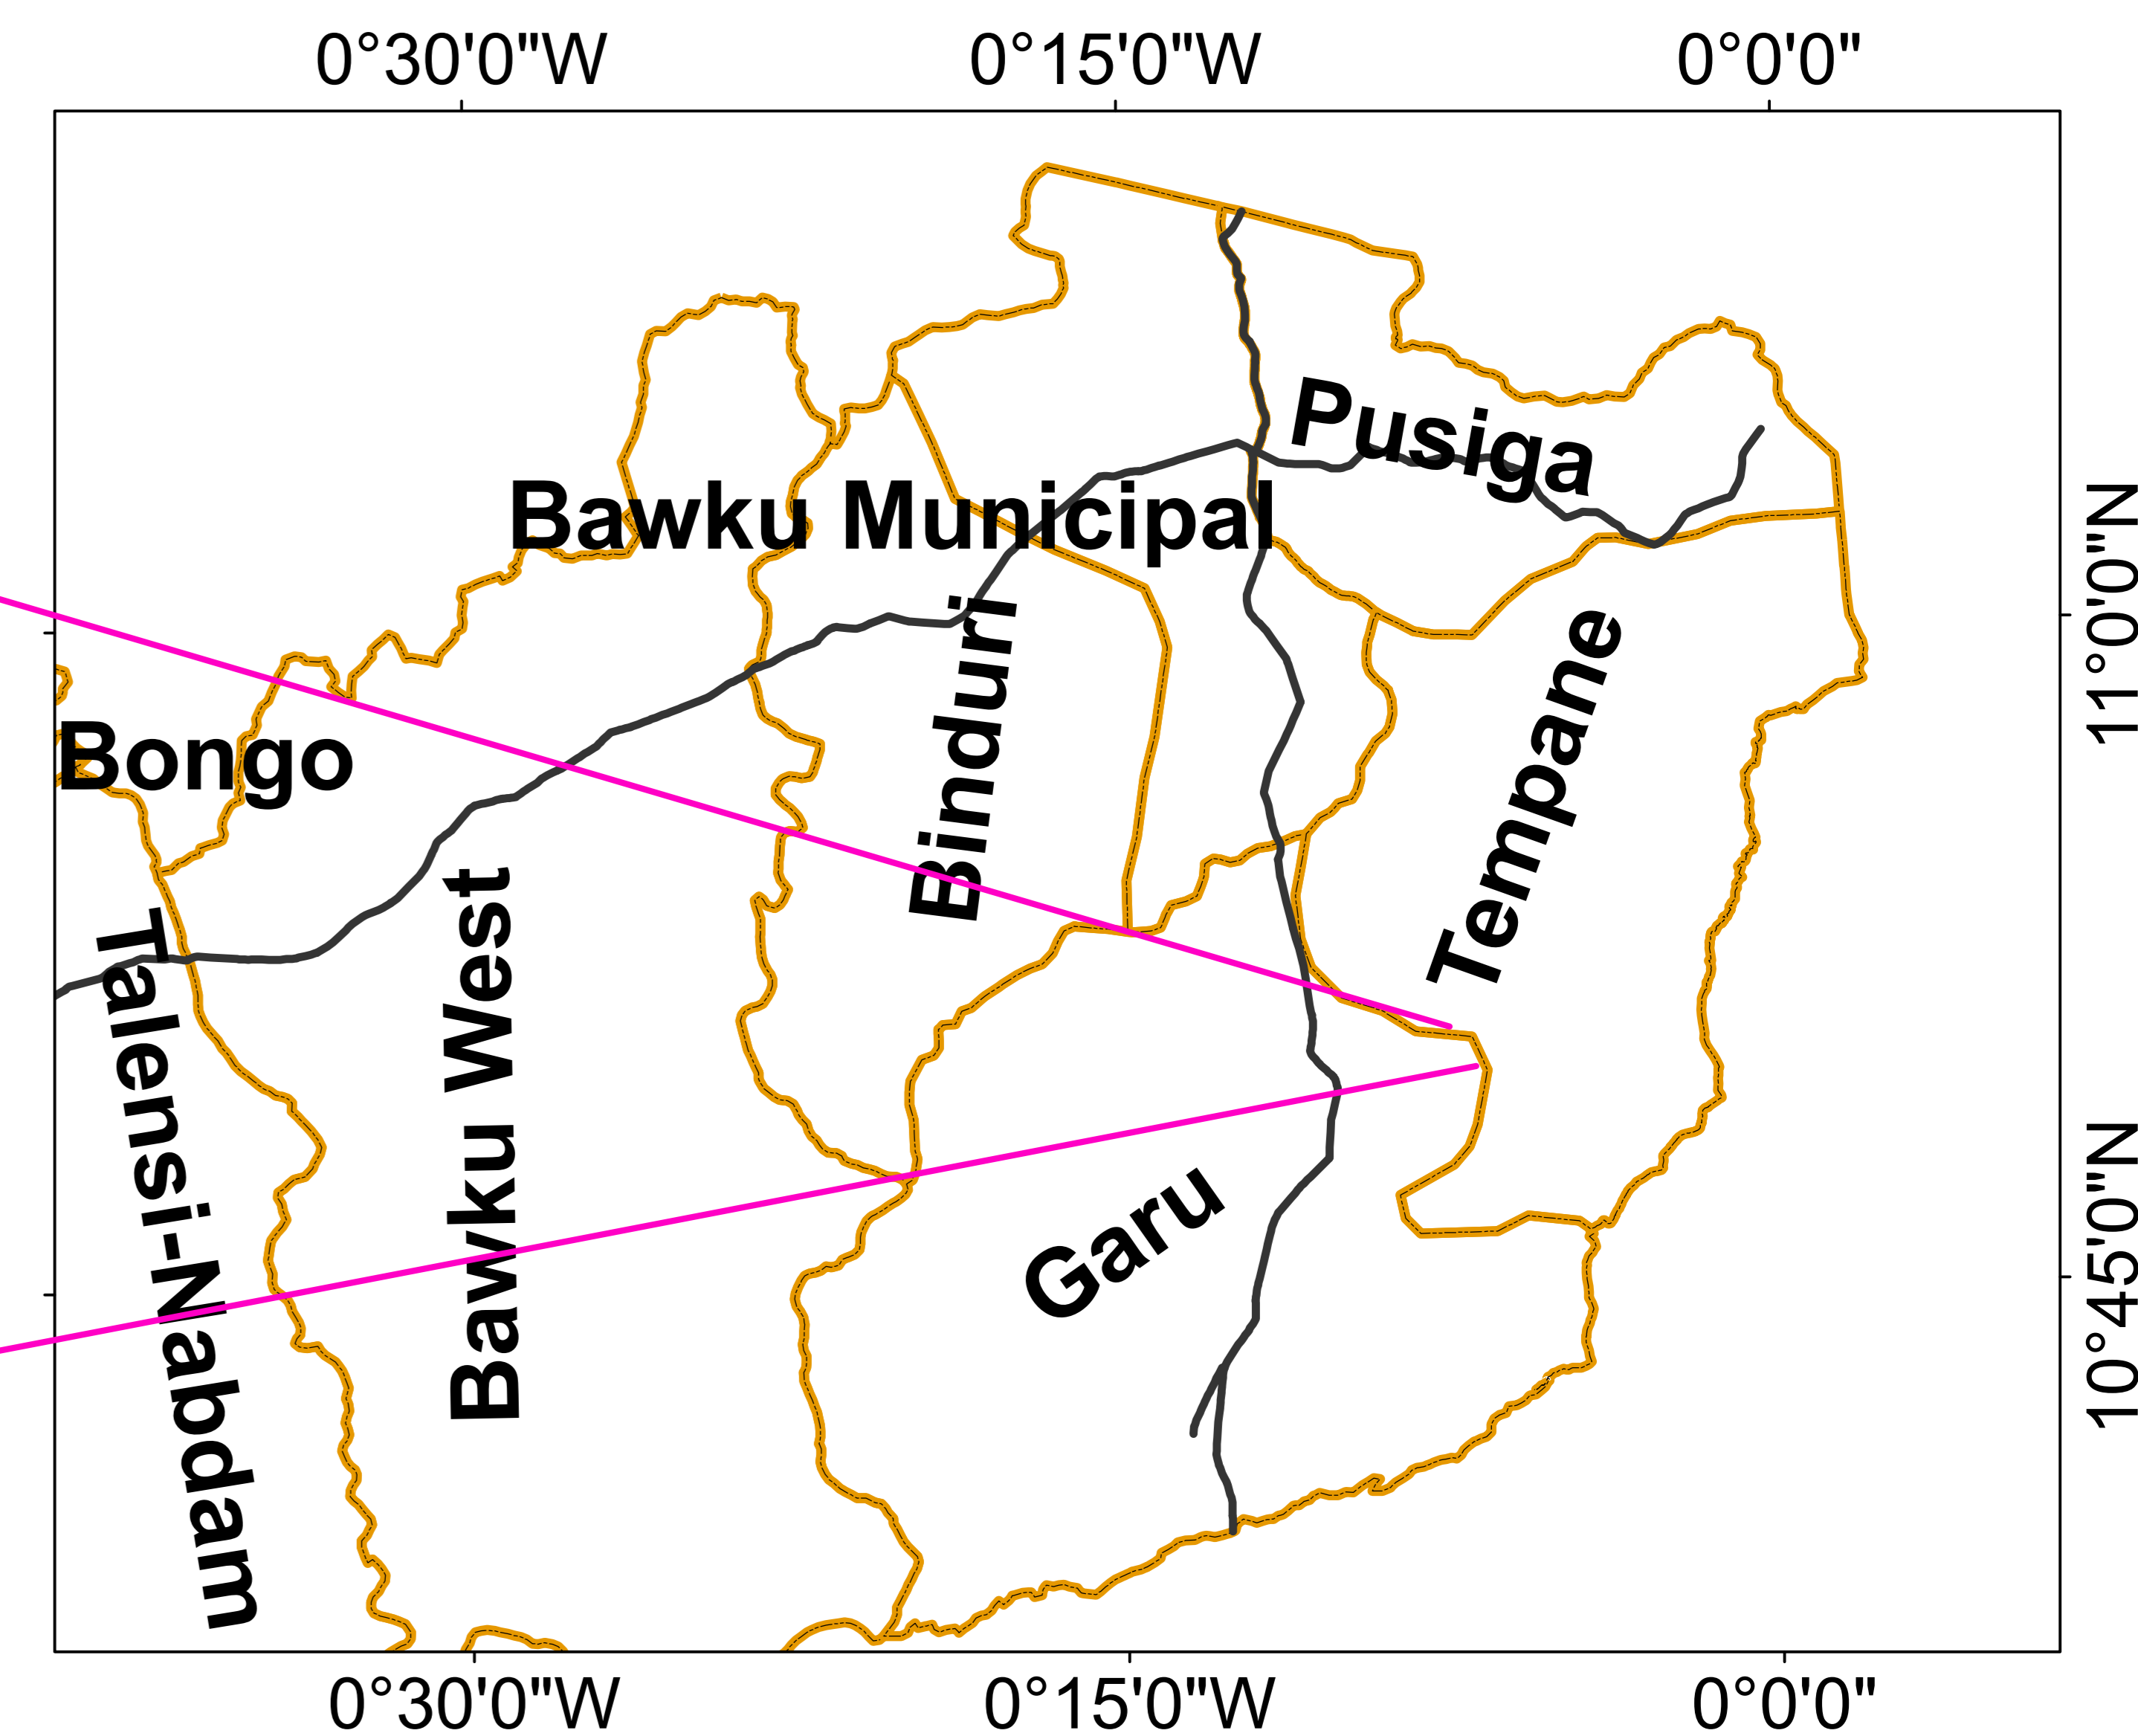 0°30'0"W
0°15'0"W
0°0'0"
Pusiga
Bawku Municipal
11°0'0"N
Binduri
Tempane
Bongo
Bawku West
Talensi-Nabdam
Garu
10°45'0"N
0°30'0"W
0°15'0"W
0°0'0"